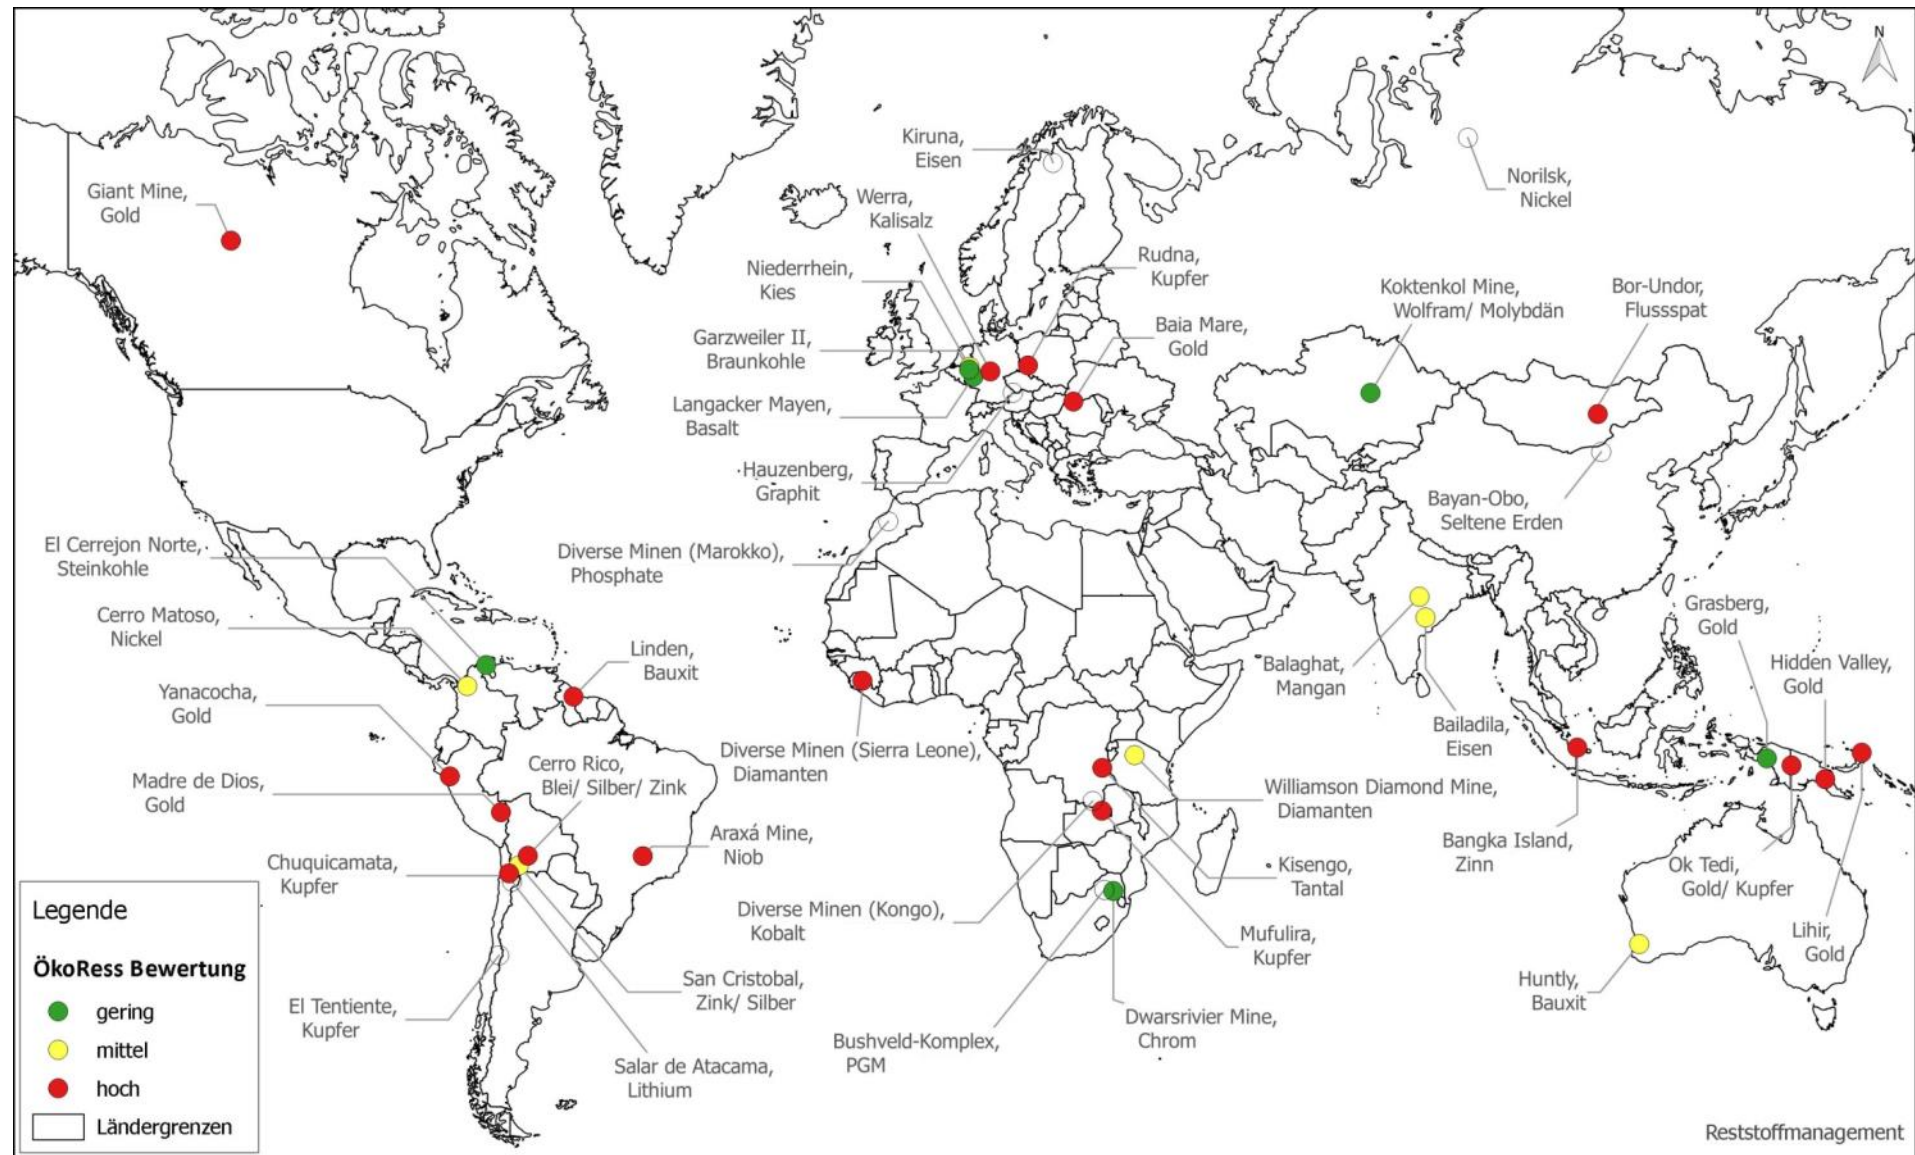 N
Kiruna,
Eisen
Norilsk,
Nickel
Giant Mine,
Gold
Werra,
Kalisalz
Rudna,
Kupfer
Niederrhein,
Kies
Koktenkol Mine,
Wolfram/ Molybdän
Bor-Undor,
Flussspat
Garzweiler II,
Braunkohle
Baia Mare,
Gold
Langacker Mayen,
Basalt
Hauzenberg,
Graphit
Bayan-Obo,
Seltene Erden
El Cerrejon Norte,
Steinkohle
Diverse Minen (Marokko),
Phosphate
Cerro Matoso,
Nickel
Grasberg,
Gold
Linden,
Bauxit
Balaghat,
Mangan
Hidden Valley,
Gold
Yanacocha,
Gold
Bailadila,
Eisen
Diverse Minen (Sierra Leone),
Diamanten
Cerro Rico,
Blei/ Silber/ Zink
Madre de Dios,
Gold
Williamson Diamond Mine,
Diamanten
Araxá Mine,
Niob
Bangka Island,
Zinn
Chuquicamata,
Kupfer
Kisengo,
Tantal
Ok Tedi,
Gold/ Kupfer
Diverse Minen (Kongo),
Kobalt
Mufulira,
Kupfer
Lihir,
Gold
San Cristobal,
Zink/ Silber
Huntly,
Bauxit
El Tentiente,
Kupfer
Dwarsrivier Mine,
Chrom
Bushveld-Komplex,
PGM
Salar de Atacama,
Lithium
Legende
ÖkoRess Bewertung
gering
mittel
hoch
Ländergrenzen
Reststoffmanagement